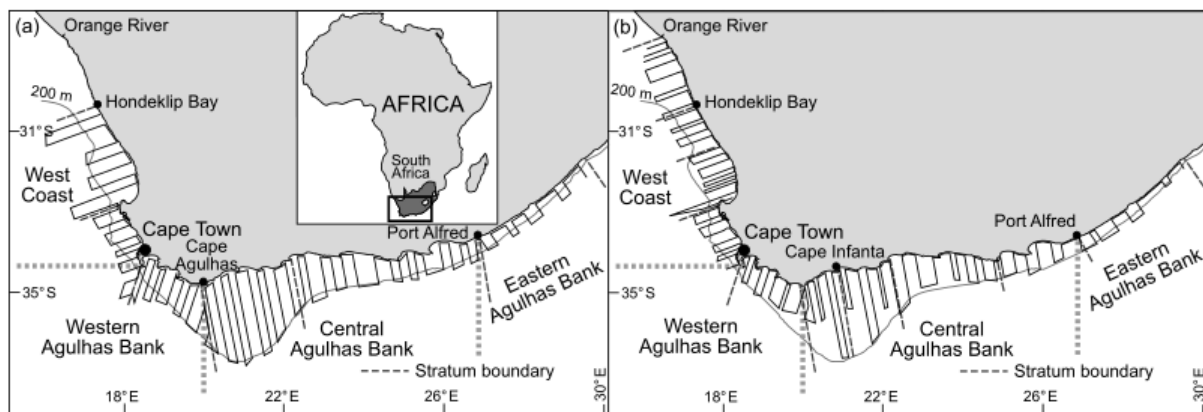 (a)
Orange River
200 m
Hondeklip Bay
31°S
West
Coast
Cape Town
Cape
Agulhas
35°S
Western
Agulhas Bank
Central
Agulhas Bank
Port Alfred
Eastern
Agulhas Bank
Stratum boundary
18°E
22°E
26°E
30°E
AFRICA
South
Africa
(b)
Orange River
200 m
Hondeklip Bay
31°S
West
Coast
Cape Town
Cape Infanta
35°S
Western
Agulhas Bank
Central
Agulhas Bank
Port Alfred
Eastern
Agulhas Bank
Stratum boundary
18°E
22°E
26°E
30°E